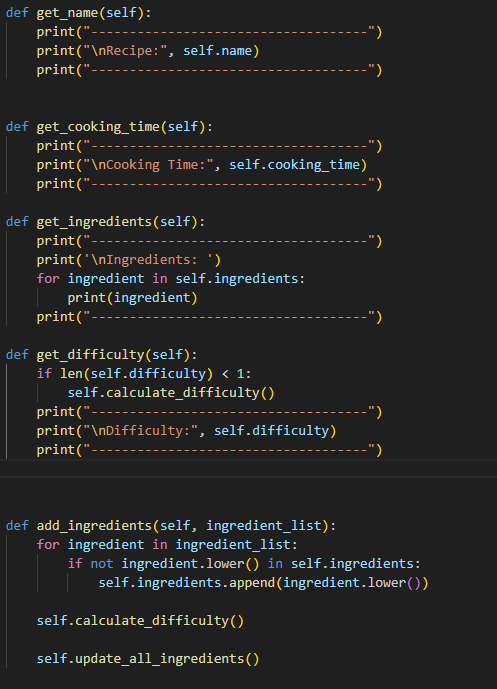 def get_name(self):
    print("------------------------------------")
    print("\nRecipe:", self.name)
    print("------------------------------------")
def get_cooking_time(self):
    print("------------------------------------")
    print("\nCooking Time:", self.cooking_time)
    print("------------------------------------")
def get_ingredients(self):
    print("------------------------------------")
    print('\nIngredients: ')
    for ingredient in self.ingredients:
        print(ingredient)
    print("------------------------------------")
def get_difficulty(self):
    if len(self.difficulty) < 1:
        self.calculate_difficulty()
    print("------------------------------------")
    print("\nDifficulty:", self.difficulty)
    print("------------------------------------")
def add_ingredients(self, ingredient_list):
    for ingredient in ingredient_list:
        if not ingredient.lower() in self.ingredients:
            self.ingredients.append(ingredient.lower())
    self.calculate_difficulty()
    self.update_all_ingredients()